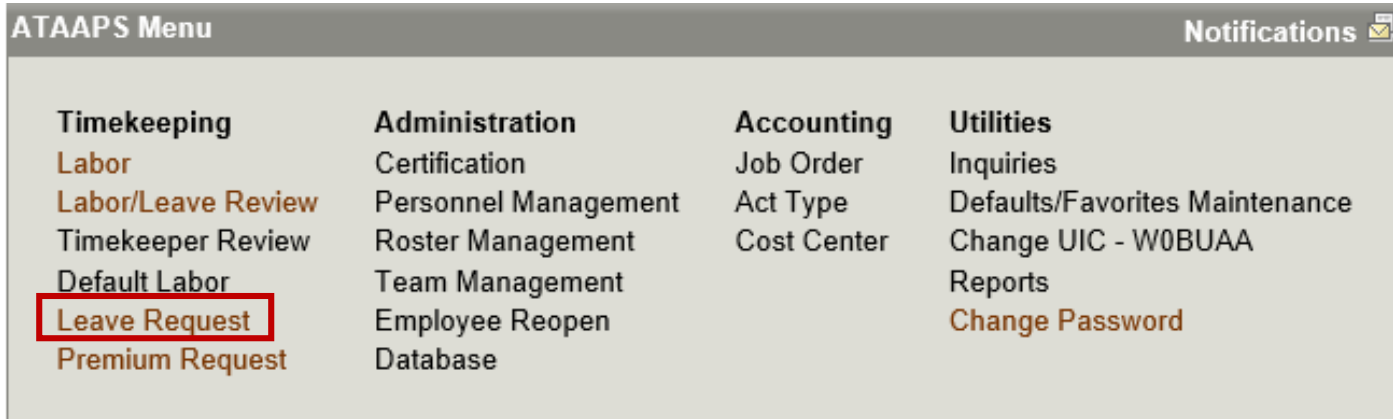 ATAAPS Menu
Notifications
Timekeeping
Labor
Labor/Leave Review
Timekeeper Review
Default Labor
Leave Request
Premium Request
Administration
Certification
Personnel Management
Roster Management
Team Management
Employee Reopen
Database
Accounting
Job Order
Act Type
Cost Center
Utilities
Inquiries
Defaults/Favorites Maintenance
Change UIC - W0BUAA
Reports
Change Password